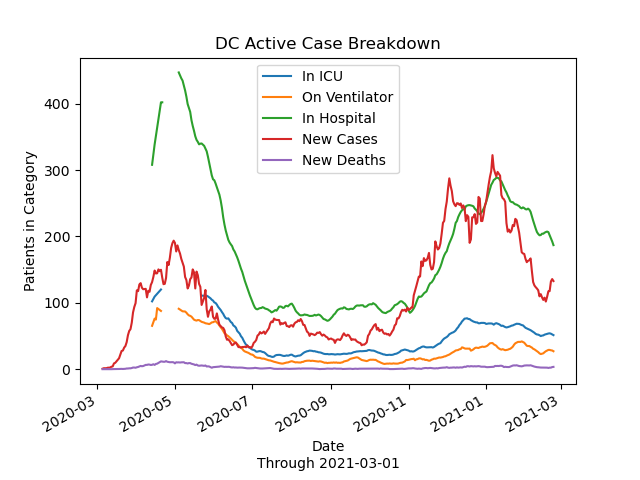 DC Active Case Breakdown
In ICU
On Ventilator
In Hospital
New Cases
New Deaths
Patients in Category
400
300
200
100
0
2020-03
2020-05
2020-07
2020-09
2020-11
2021-01
2021-03
Date
Through 2021-03-01